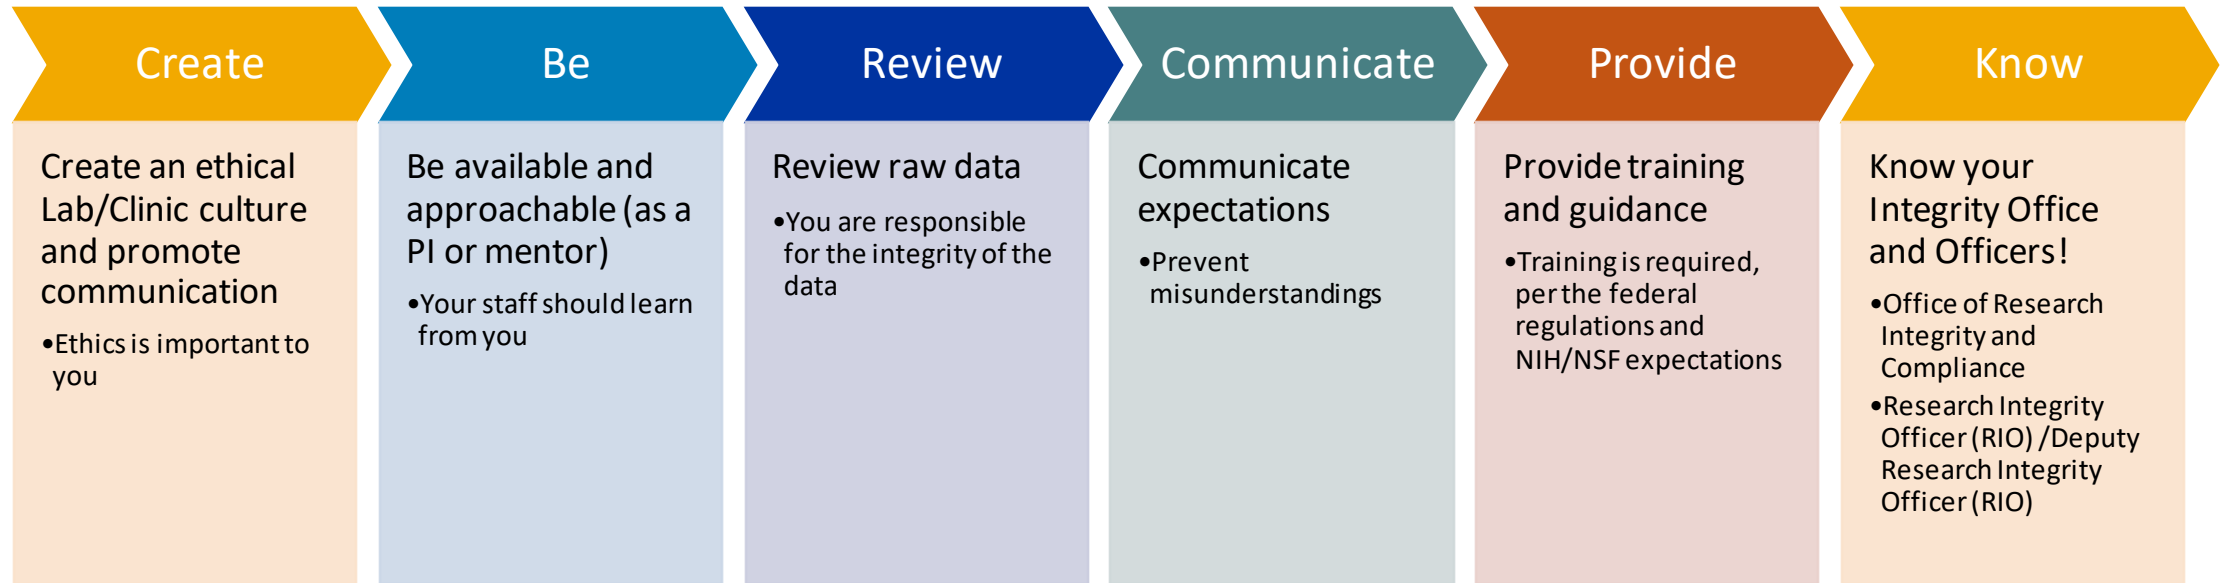 Create
Create an ethical
Lab/Clinic culture
and promote
communication
•Ethics is important to
you
Be
Be available and
approachable (as a
PI or mentor)
•Your staff should learn
from you
Review
Review raw data
•You are responsible
for the integrity of the
data
Communicate
Communicate
expectations
•Prevent
misunderstandings
Provide
Provide training
and guidance
•Training is required,
per the federal
regulations and
NIH/NSF expectations
Know
Know your
Integrity Office
and Officers!
•Office of Research
Integrity and
Compliance
•Research Integrity
Officer (RIO) /Deputy
Research Integrity
Officer (RIO)